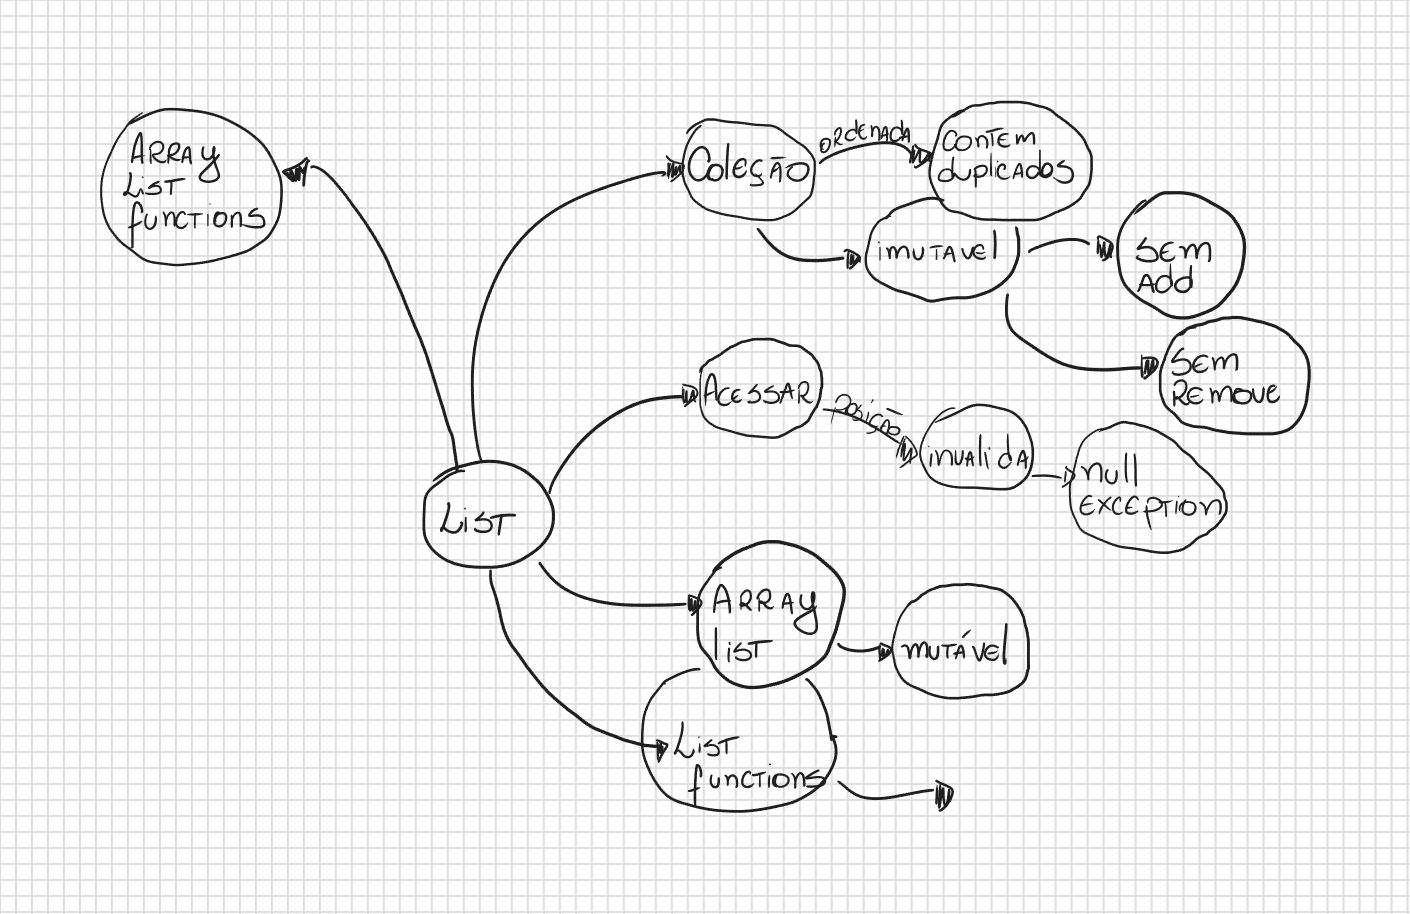 ARRAY
LIST
functions
Coleção
ORdENADA
CONTEM
duplicados
iMUTAVEL
SEM
Add
SEM
REMOVE
ACESSAR
posição
iNVALIdA
null
EXCEPTION
LiST
ARRAY
liST
MUTÁVEL
LiST
functions